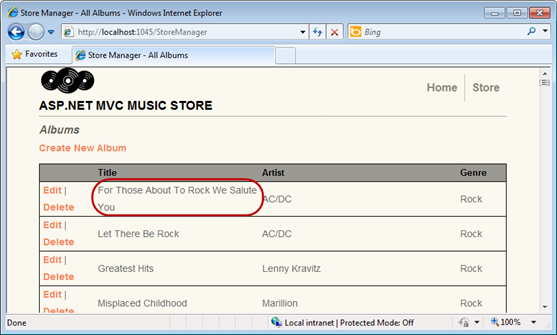 Store Manager - All Albums - Windows Internet Explorer
http://localhost:1045/StoreManager
Bing
Favorites
Store Manager - All Albums
Home
Store
ASP.NET MVC MUSIC STORE
Albums
Create New Album
Title Artist Genre
Edit | For Those About To Rock We Salute
Delete You AC/DC Rock
Edit |
Delete Let There Be Rock AC/DC Rock
Edit |
Delete Greatest Hits Lenny Kravitz Rock
Edit |
Delete Misplaced Childhood Marillion Rock
Done Local intranet | Protected Mode: Off 100%